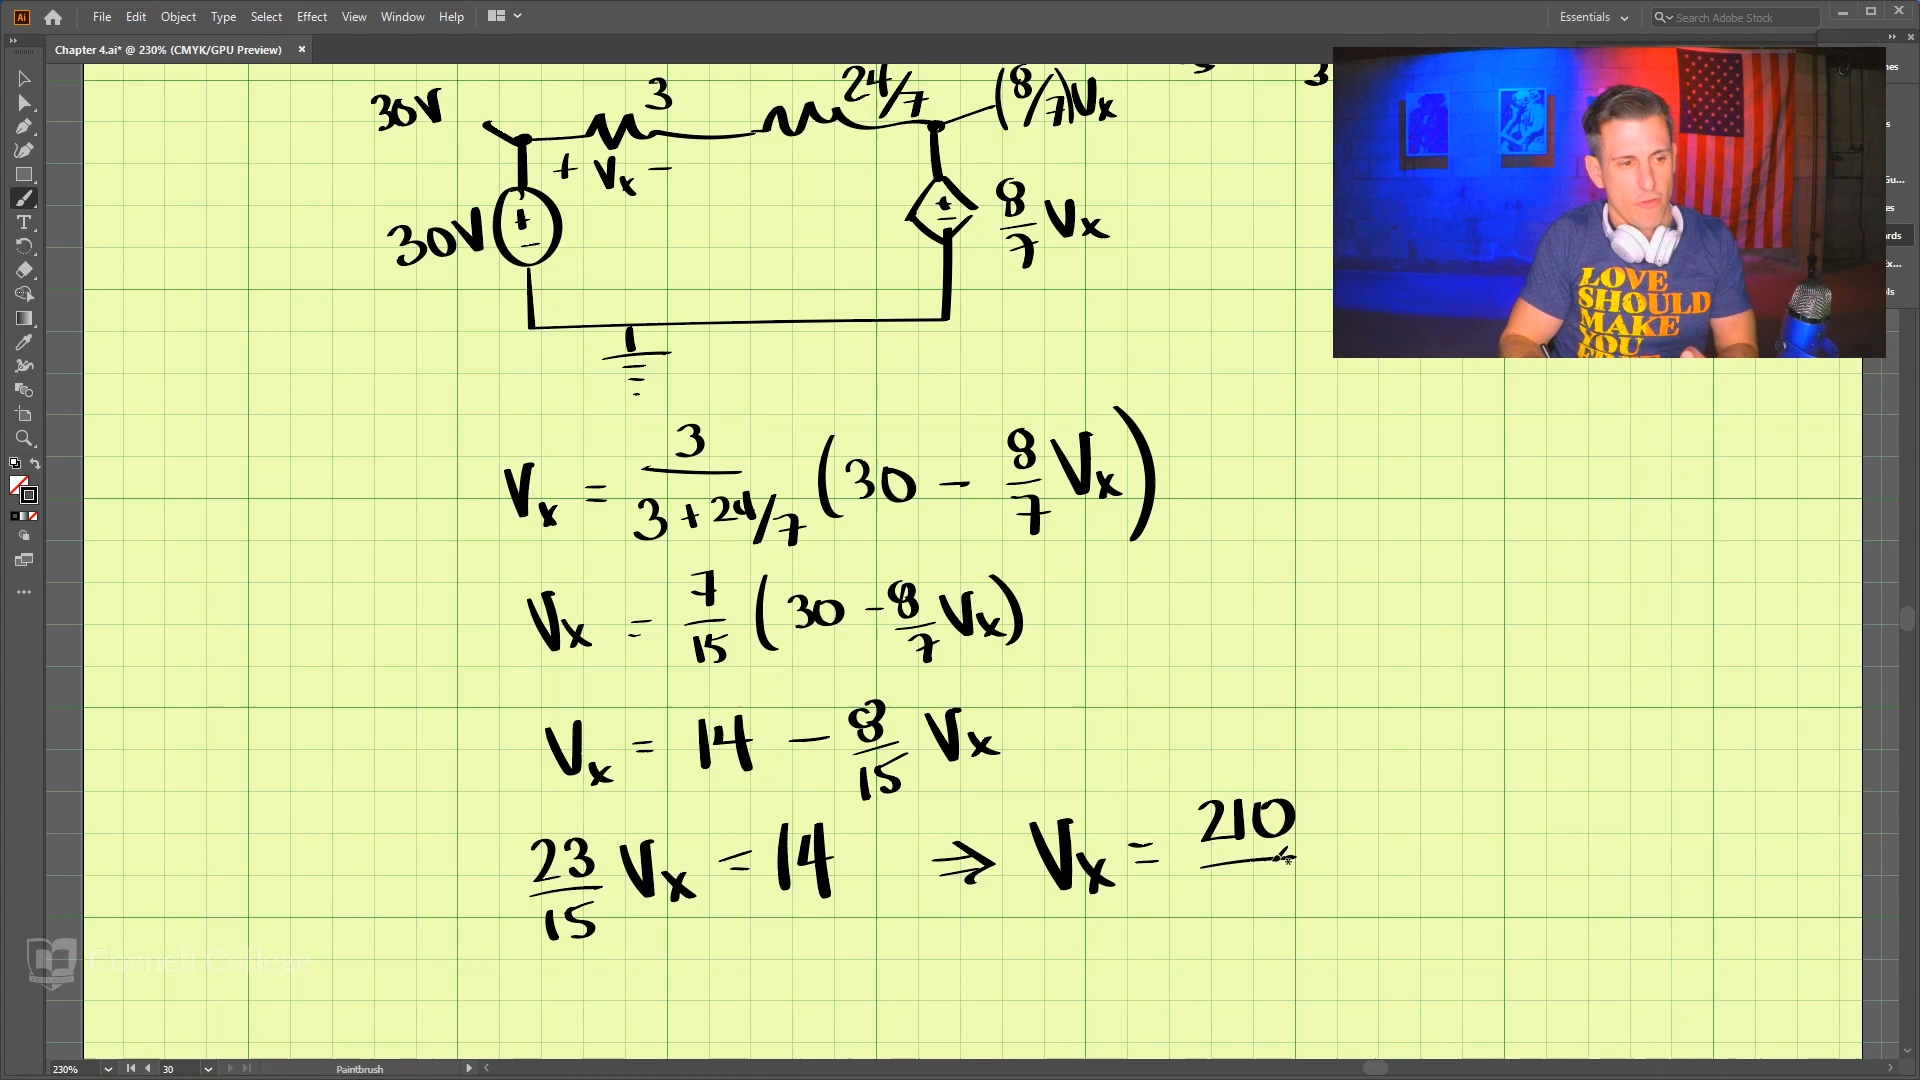 File Edit Object Type Select Effect View Window Help
Essentials
Search Adobe Stock
Chapter 4.ai* @ 230% (CMYK/GPU Preview) ×
30V
3
24/7
(8/7)Vx
+ Vx -
30V
+
-
+
-
8/7 Vx
Vx = 3/(3 + 24/7) (30 - 8/7 Vx)
Vx = 7/15 (30 - 8/7 Vx)
Vx = 14 - 8/15 Vx
23/15 Vx = 14 ⇒ Vx = 210
LOVE
SHOULD
MAKE
YOU
Cornell College
230%
30
Paintbrush